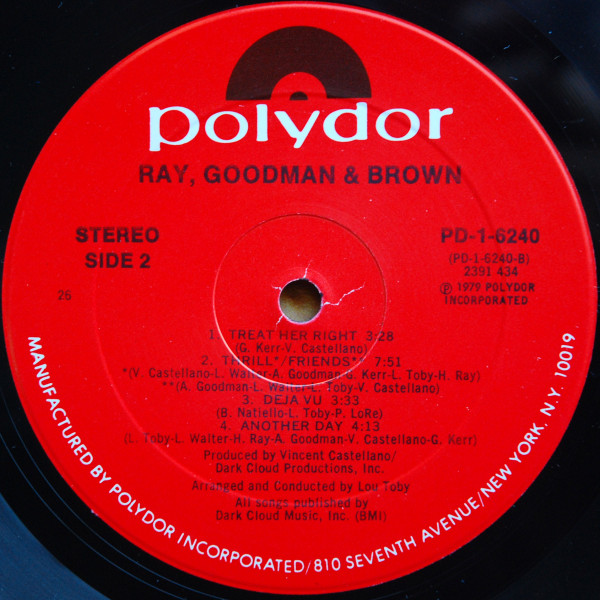 polydor
RAY, GOODMAN & BROWN
STEREO
SIDE 2
26
PD-1-6240
(PD-1-6240-B)
2391 434
℗ 1979 POLYDOR
INCORPORATED
1. TREAT HER RIGHT 3:28
(G. Kerr-V. Castellano)
2. THRILL*/FRIENDS** 7:51
*(V. Castellano-L. Walter-A. Goodman-G. Kerr-L. Toby-H. Ray)
**(A. Goodman-L. Walter-L. Toby-V. Castellano)
3. DEJA VU 3:33
(B. Natiello-L. Toby-P. LoRe)
4. ANOTHER DAY 4:13
(L. Toby-L. Walter-H. Ray-A. Goodman-V. Castellano-G. Kerr)
Produced by Vincent Castellano/
Dark Cloud Productions, Inc.
Arranged and Conducted by Lou Toby
All songs published by
Dark Cloud Music, Inc. (BMI)
MANUFACTURED BY POLYDOR INCORPORATED/810 SEVENTH AVENUE/NEW YORK. N.Y. 10019